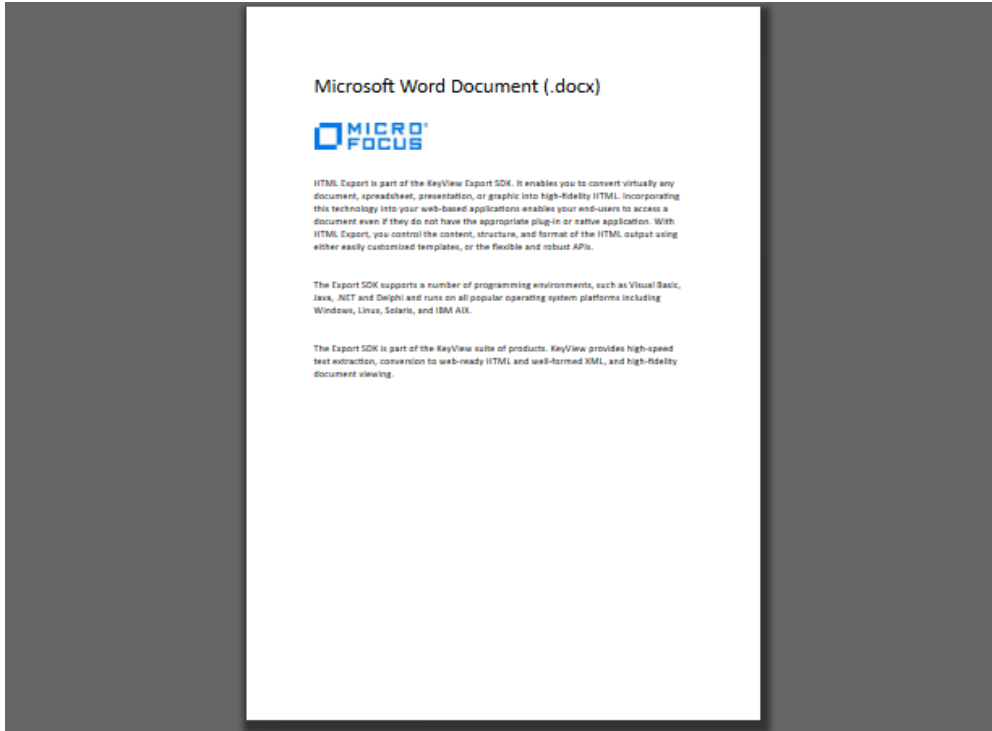 Microsoft Word Document (.docx)
MICRO
FOCUS
HTML Export is part of the KeyView Export SDK. It enables you to convert virtually any
document, spreadsheet, presentation, or graphic into high-fidelity HTML. Incorporating
this technology into your web-based applications enables your end-users to access a
document even if they do not have the appropriate plug-in or native application. With
HTML Export, you control the content, structure, and format of the HTML output using
either easily customized templates, or the flexible and robust APIs.
The Export SDK supports a number of programming environments, such as Visual Basic,
Java, .NET and Delphi and runs on all popular operating system platforms including
Windows, Linux, Solaris, and IBM AIX.
The Export SDK is part of the KeyView suite of products. KeyView provides high-speed
text extraction, conversion to web-ready HTML and well-formed XML, and high-fidelity
document viewing.